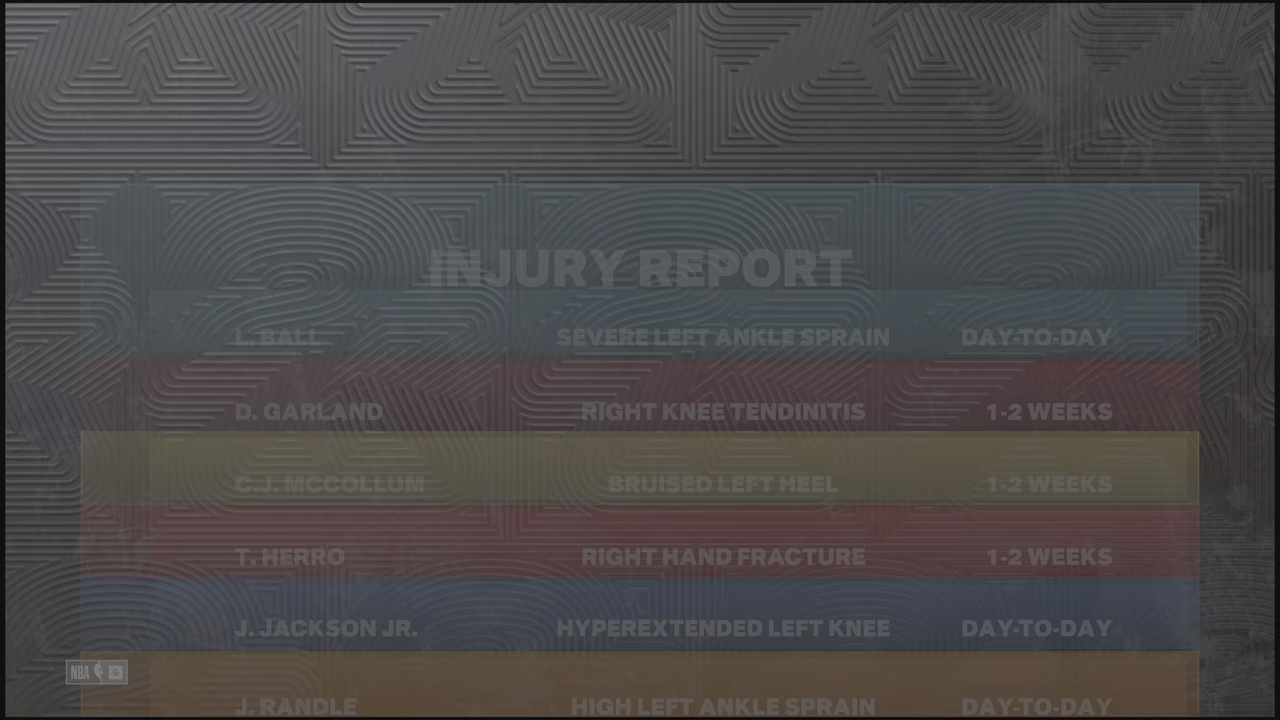 INJURY REPORT
L. BALL SEVERE LEFT ANKLE SPRAIN DAY-TO-DAY
D. GARLAND RIGHT KNEE TENDINITIS 1-2 WEEKS
C.J. MCCOLLUM BRUISED LEFT HEEL 1-2 WEEKS
T. HERRO RIGHT HAND FRACTURE 1-2 WEEKS
J. JACKSON JR. HYPEREXTENDED LEFT KNEE DAY-TO-DAY
J. RANDLE HIGH LEFT ANKLE SPRAIN DAY-TO-DAY
NBA